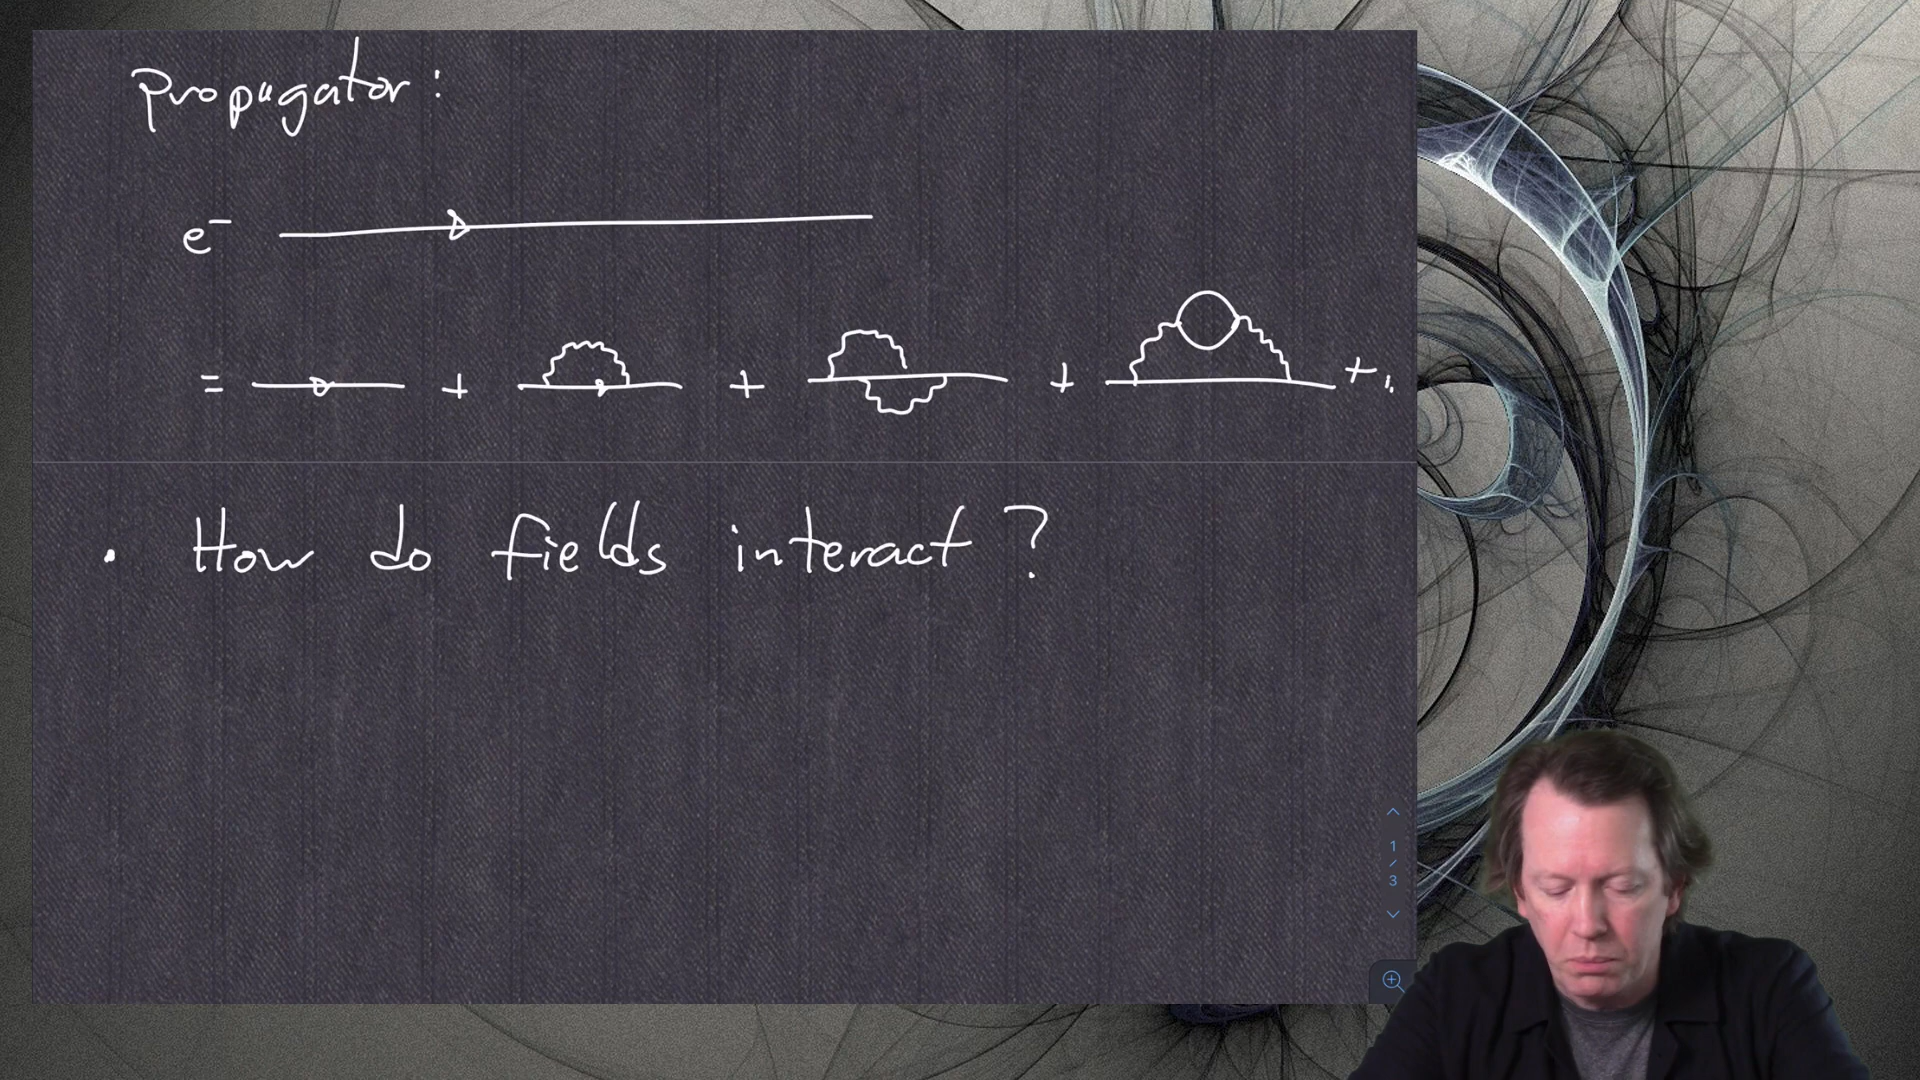 Propagator:
e⁻
= + + + +..
• How do fields interact?
1
/
3